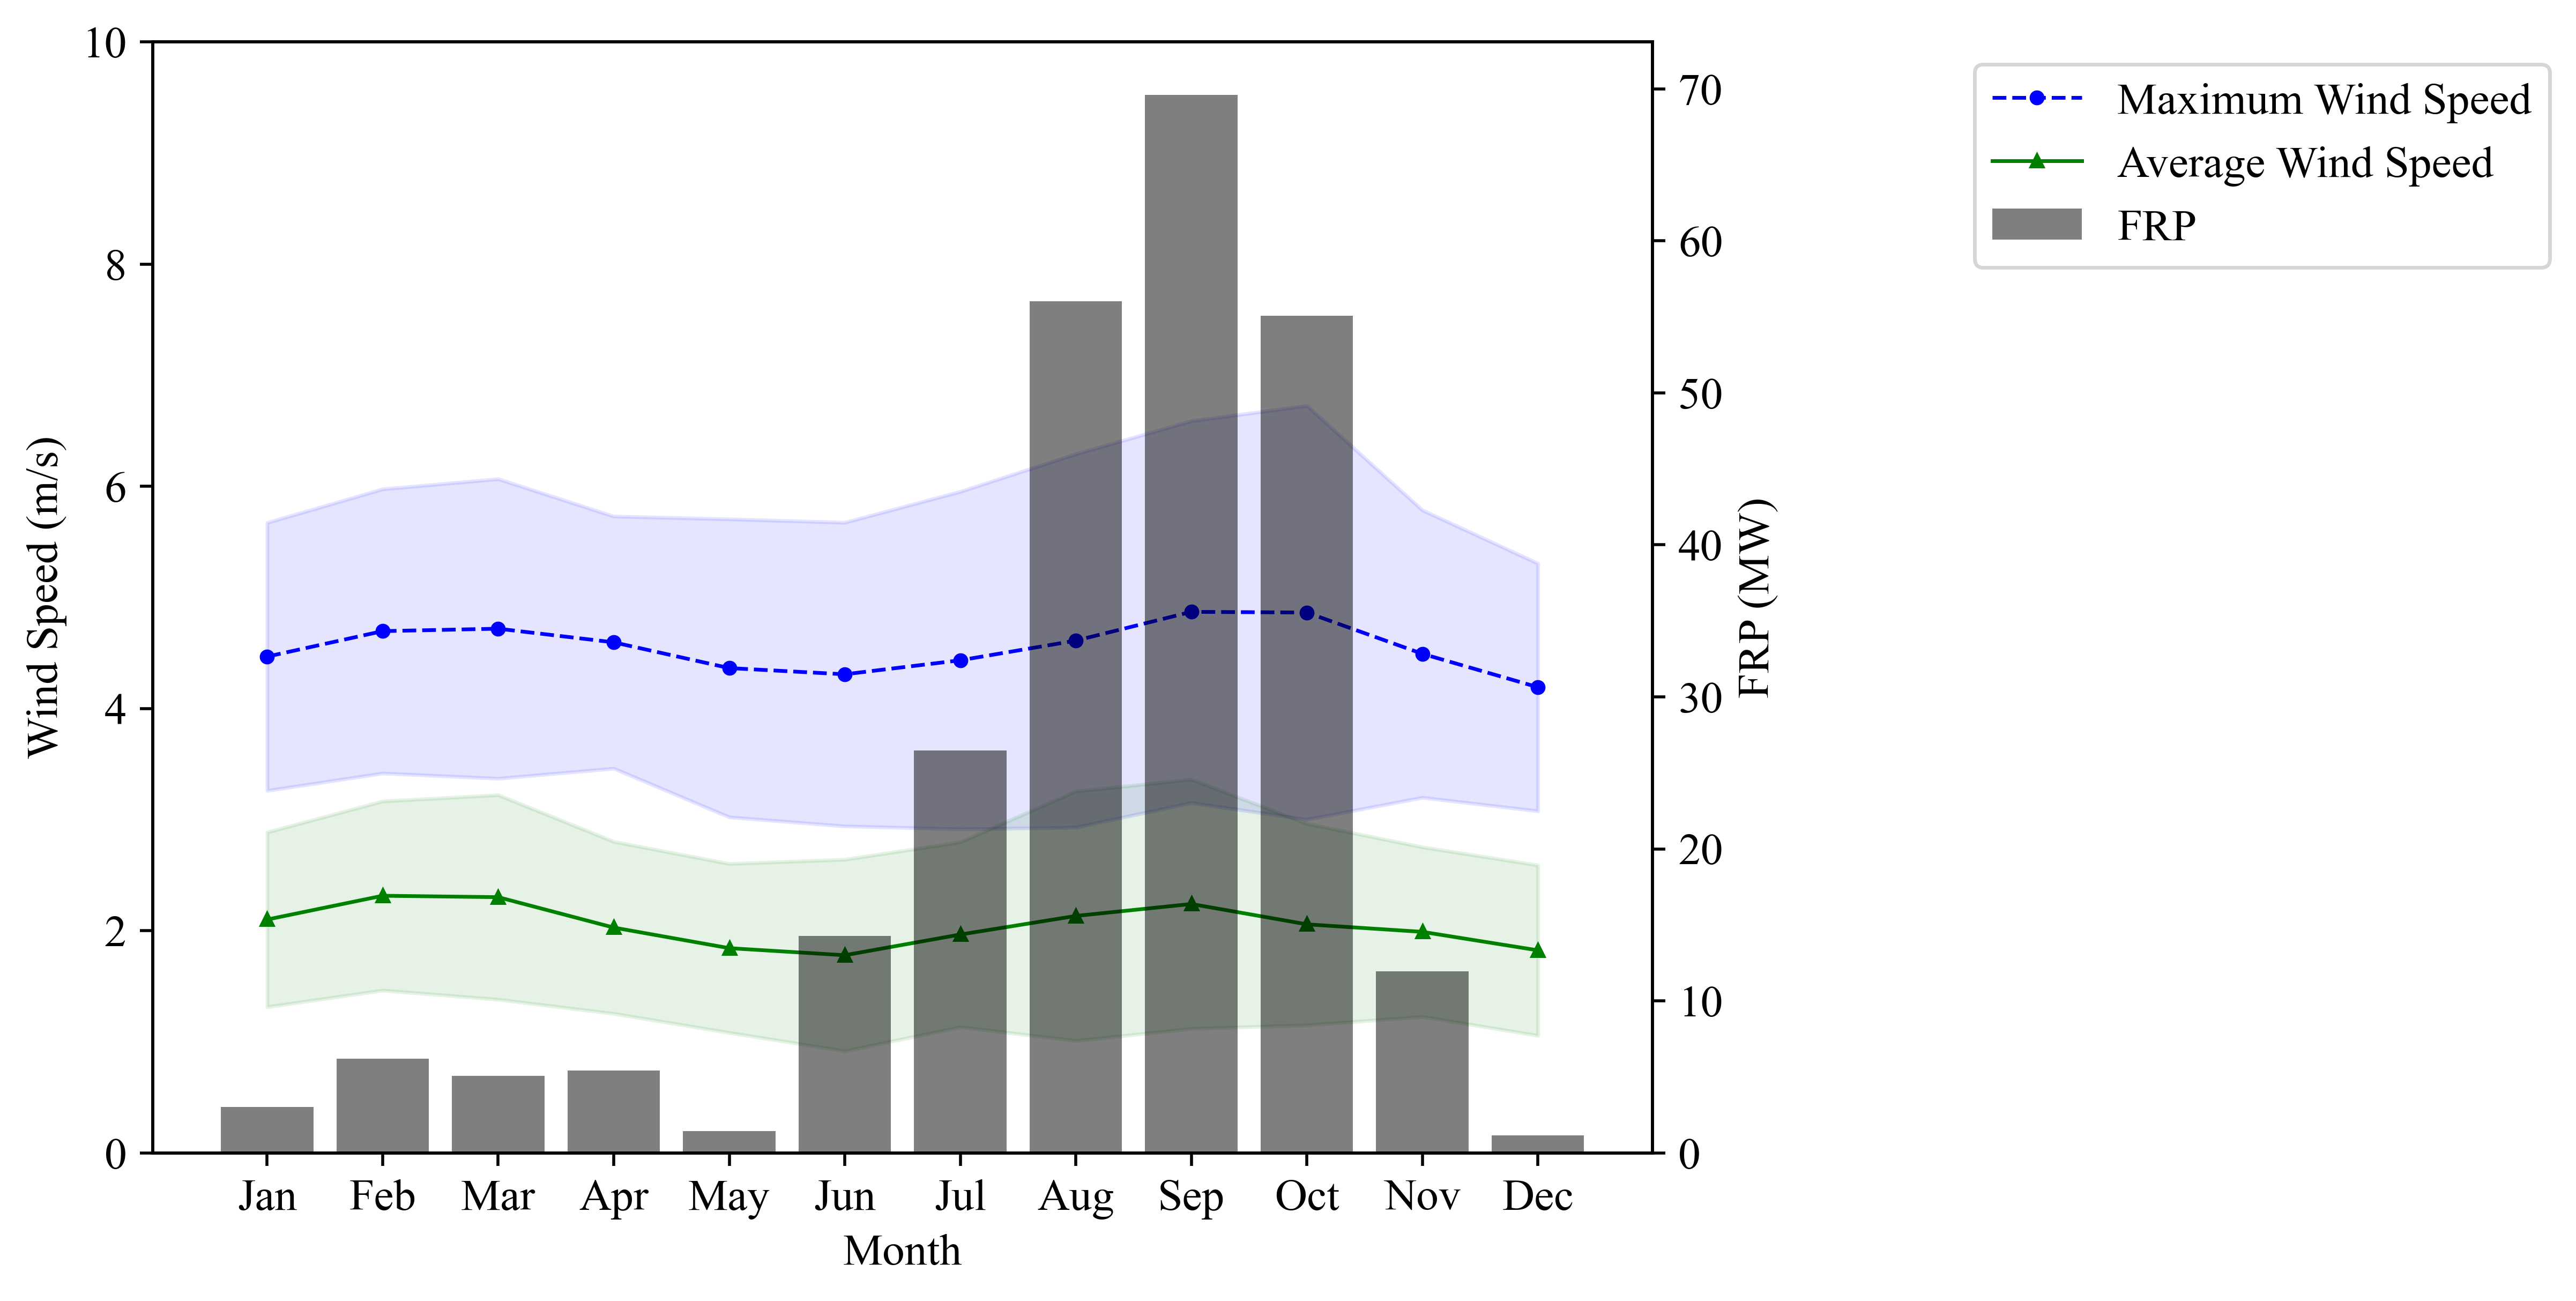 10
8
6
4
2
0
Wind Speed (m/s)
70
60
50
40
30
20
10
0
FRP (MW)
Jan Feb Mar Apr May Jun Jul Aug Sep Oct Nov Dec
Month
Maximum Wind Speed
Average Wind Speed
FRP